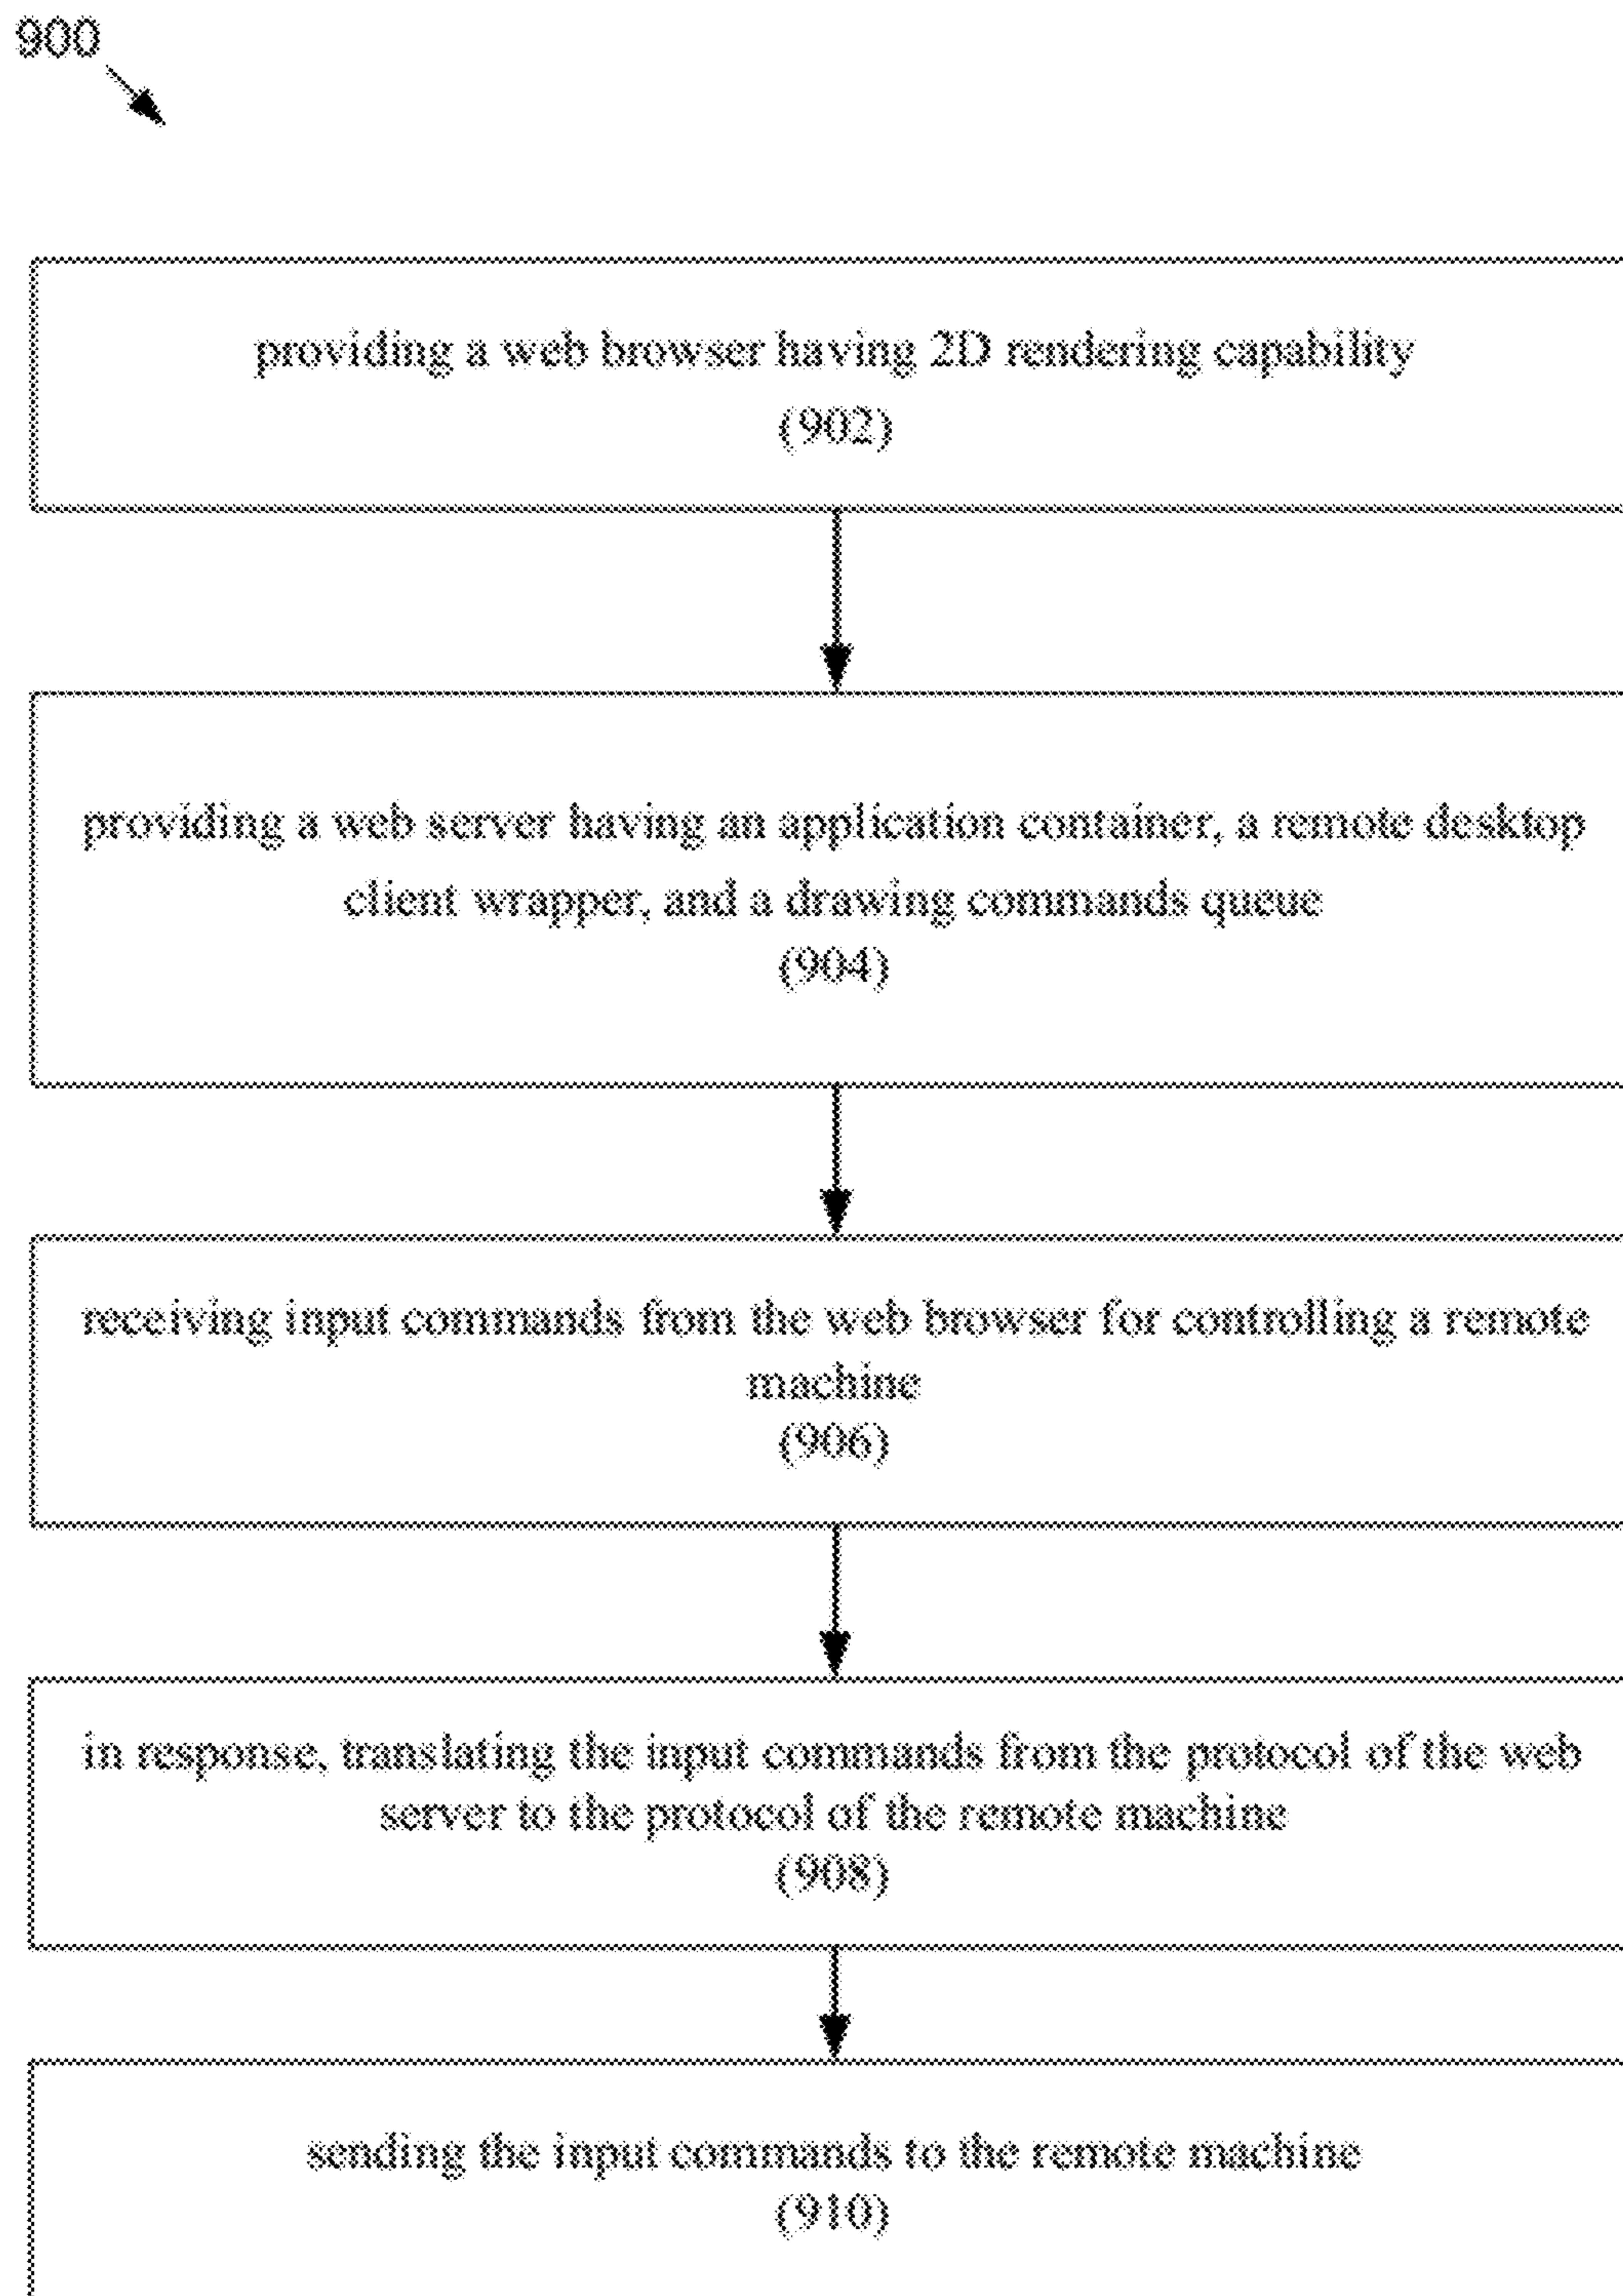 900
providing a web browser having 2D rendering capability
(902)
providing a web server having an application container, a remote desktop
client wrapper, and a drawing commands queue
(904)
receiving input commands from the web browser for controlling a remote
machine
(906)
in response, translating the input commands from the protocol of the web
server to the protocol of the remote machine
(908)
sending the input commands to the remote machine
(910)